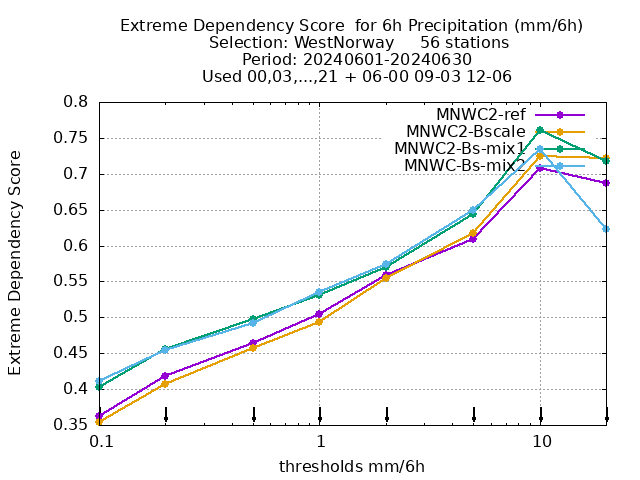 Extreme Dependency Score  for 6h Precipitation (mm/6h)
Selection: WestNorway     56 stations
Period: 20240601-20240630
Used 00,03,...,21 + 06-00 09-03 12-06
MNWC2-ref
MNWC2-Bscale
MNWC2-Bs-mix1
MNWC-Bs-mix2
Extreme Dependency Score
0.8
0.75
0.7
0.65
0.6
0.55
0.5
0.45
0.4
0.35
0.1
1
10
thresholds mm/6h